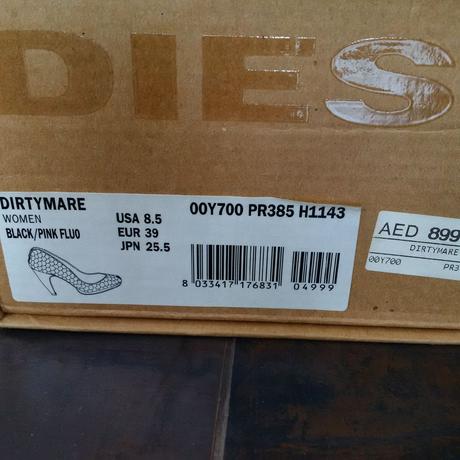 DIES
DIRTYMARE
WOMEN
BLACK/PINK FLUO
USA 8.5
EUR 39
JPN 25.5
00Y700 PR385 H1143
8 033417 176831 04999
AED 899
DIRTYMARE
00Y700 PR3